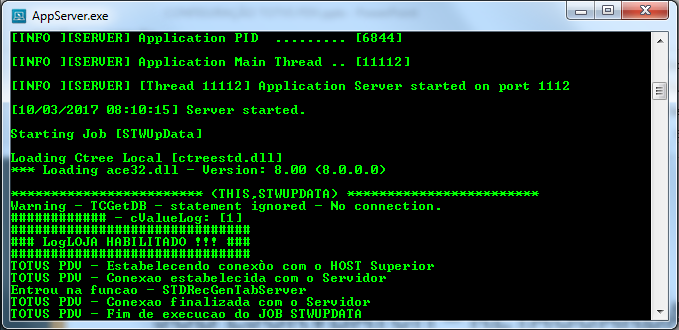 AppServer.exe
[INFO ][SERVER] Application PID ......... [6844]
[INFO ][SERVER] Application Main Thread .. [11112]
[INFO ][SERVER] [Thread 11112] Application Server started on port 1112
[10/03/2017 08:10:15] Server started.
Starting Job [STWUpData]
Loading Ctree Local [ctreestd.dll]
*** Loading ace32.dll - Version: 8.00 (8.0.0.0)
************************ (THIS,STWUPDATA) ************************
Warning - TCGetDB - statement ignored - No connection.
############ - cValueLog: [1]
##############################
### LogLOJA HABILITADO !!! ###
##############################
TOTVS PDV - Estabelecendo conexòo com o HOST Superior
TOTVS PDV - Conexao estabelecida com o Servidor
Entrou na funcao - STDRecGenTabServer
TOTVS PDV - Conexao finalizada com o Servidor
TOTVS PDV - Fim de execucao do JOB STWUPDATA